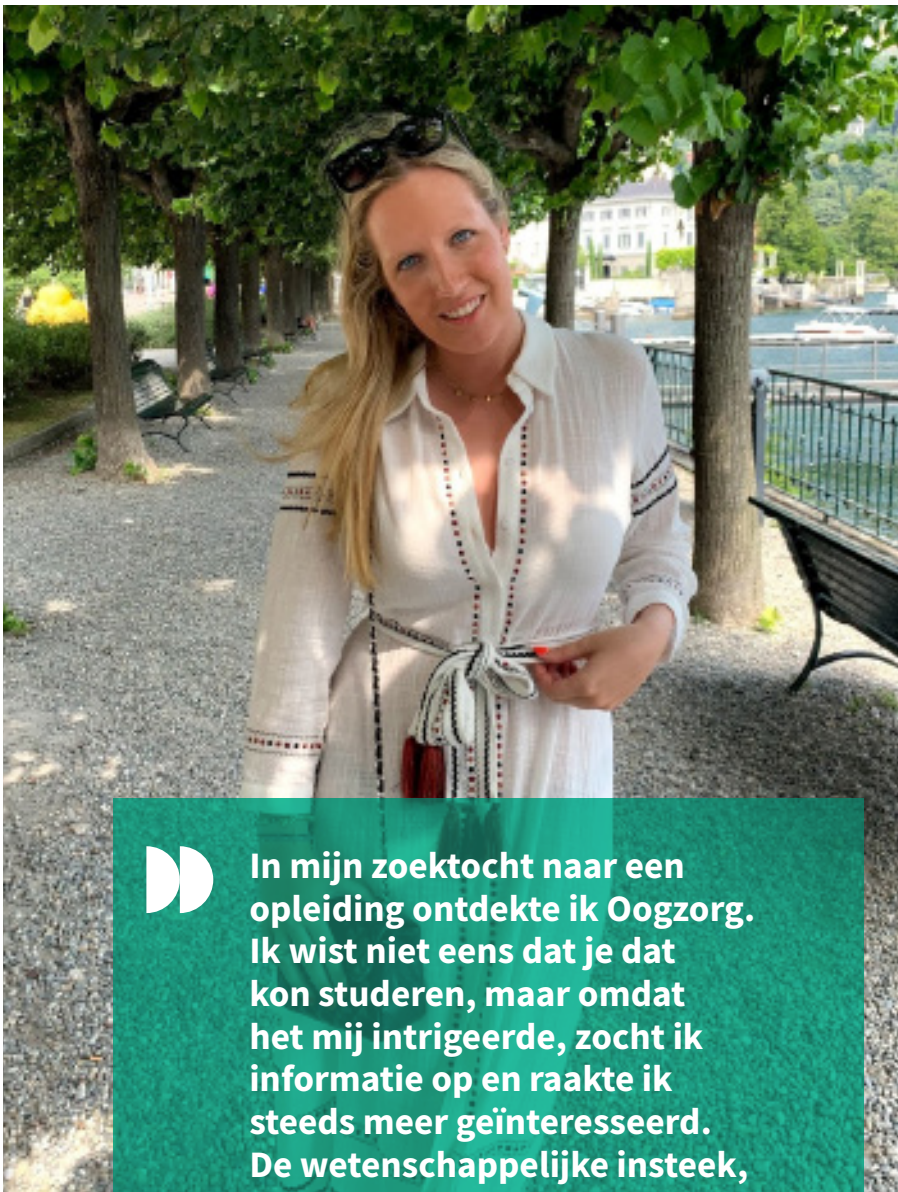 In mijn zoektocht naar een
opleiding ontdekte ik Oogzorg.
Ik wist niet eens dat je dat
kon studeren, maar omdat
het mij intrigeerde, zocht ik
informatie op en raakte ik
steeds meer geïnteresseerd.
De wetenschappelijke insteek,